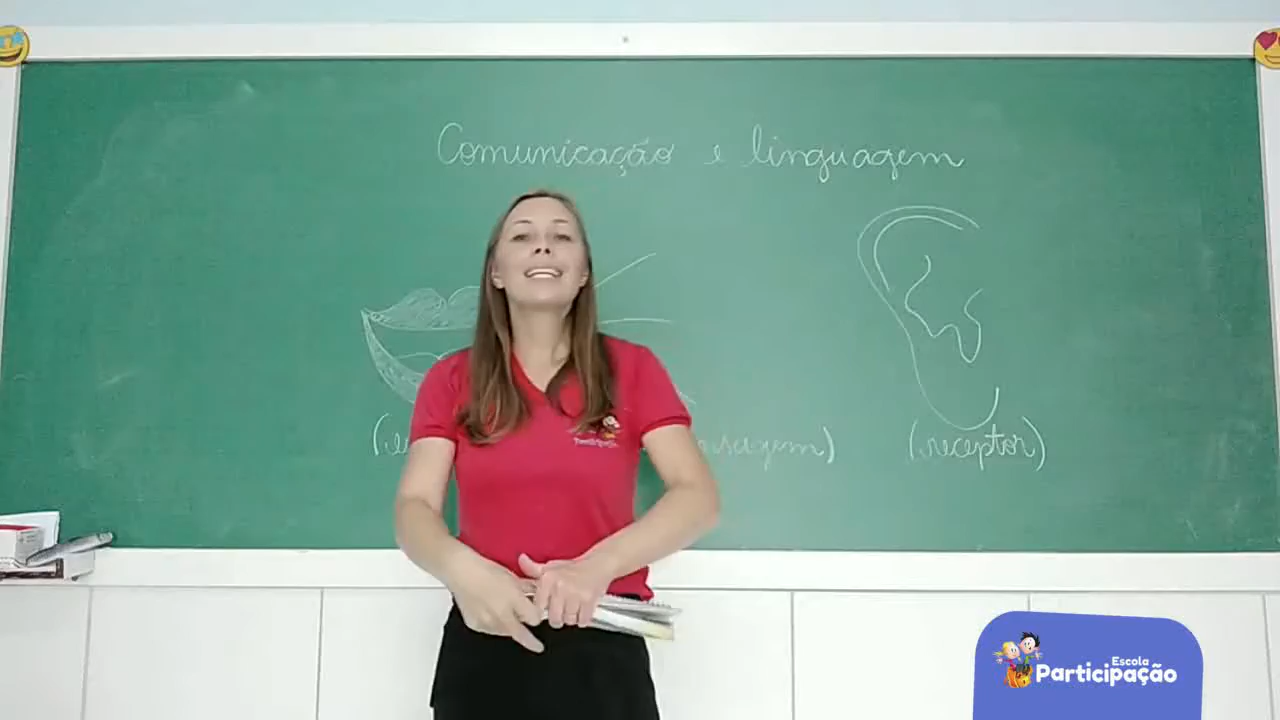 Comunicação e linguagem
(receptor)
Escola
Participação